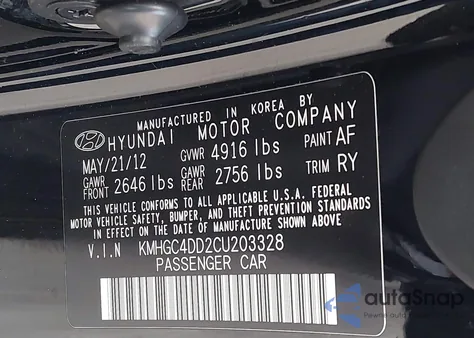 MANUFACTURED IN KOREA BY
HYUNDAI MOTOR COMPANY
MAY/21/12 GVWR 4916 lbs PAINT AF
GAWR FRONT 2646 lbs GAWR REAR 2756 lbs TRIM RY
THIS VEHICLE CONFORMS TO ALL APPLICABLE U.S.A. FEDERAL
MOTOR VEHICLE SAFETY, BUMPER, AND THEFT PREVENTION STANDARDS
IN EFFECT ON THE DATE OF MANUFACTURE SHOWN ABOVE
V.I.N KMHGC4DD2CU203328
PASSENGER CAR
autoSnap